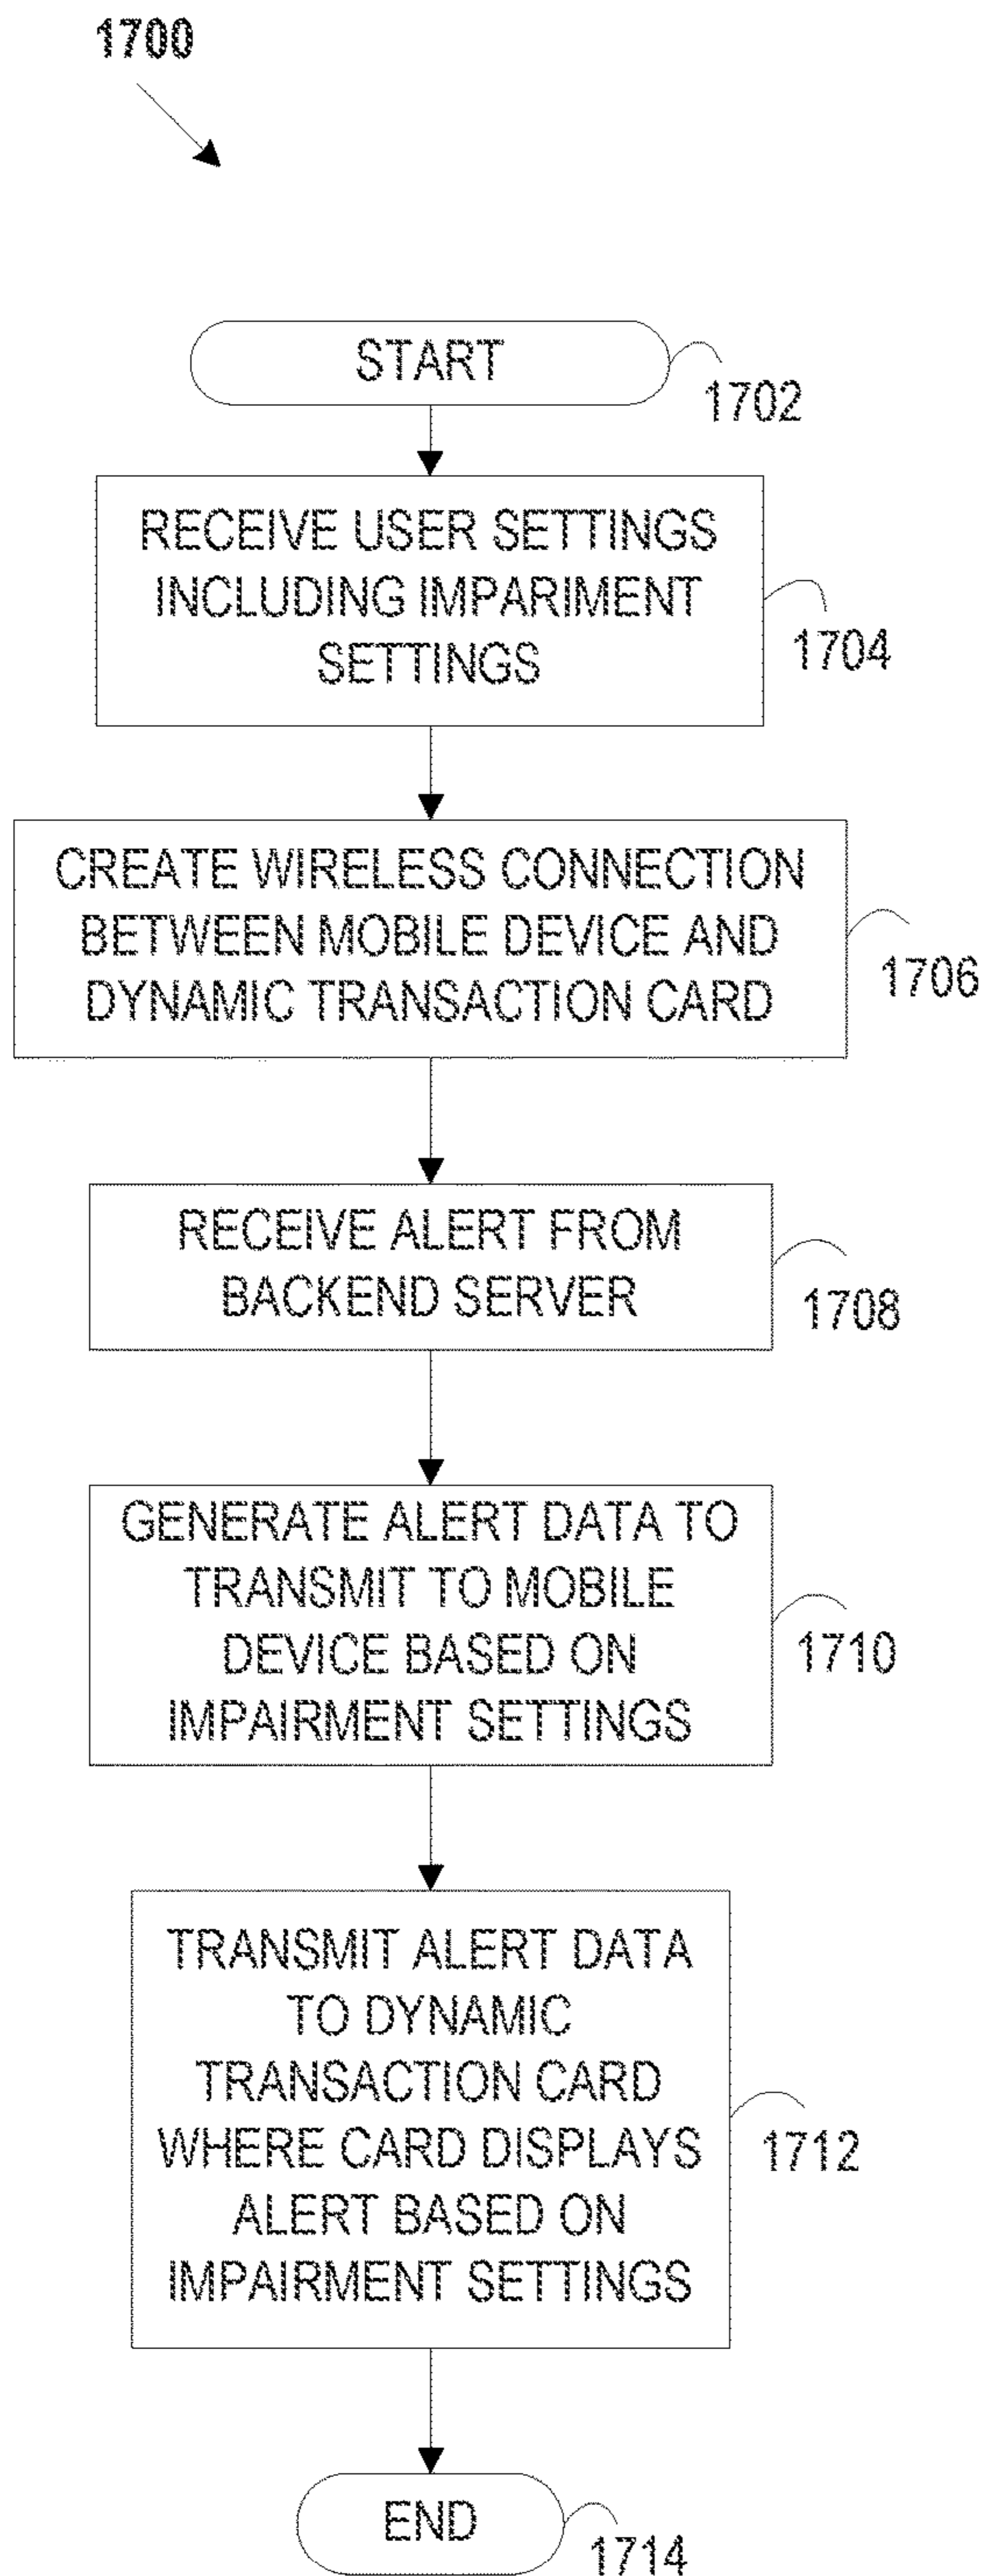 1700
START
1702
RECEIVE USER SETTINGS
INCLUDING IMPARIMENT
SETTINGS
1704
CREATE WIRELESS CONNECTION
BETWEEN MOBILE DEVICE AND
DYNAMIC TRANSACTION CARD
1706
RECEIVE ALERT FROM
BACKEND SERVER
1708
GENERATE ALERT DATA TO
TRANSMIT TO MOBILE
DEVICE BASED ON
IMPAIRMENT SETTINGS
1710
TRANSMIT ALERT DATA
TO DYNAMIC
TRANSACTION CARD
WHERE CARD DISPLAYS
ALERT BASED ON
IMPAIRMENT SETTINGS
1712
END
1714